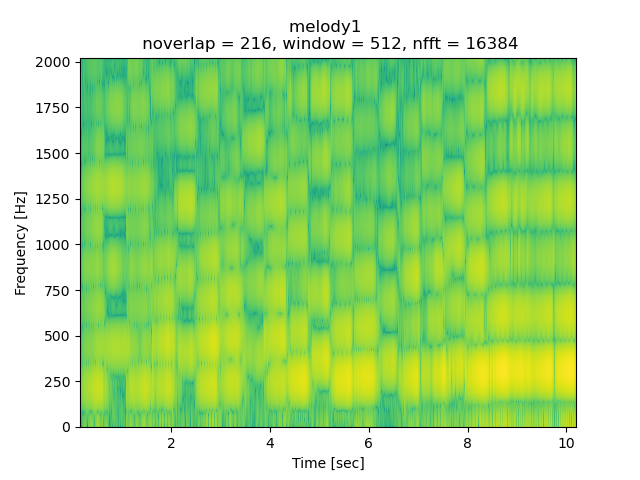 melody1
noverlap = 216, window = 512, nfft = 16384
2000
1750
1500
1250
1000
750
500
250
0
Frequency [Hz]
2 4 6 8 10
Time [sec]